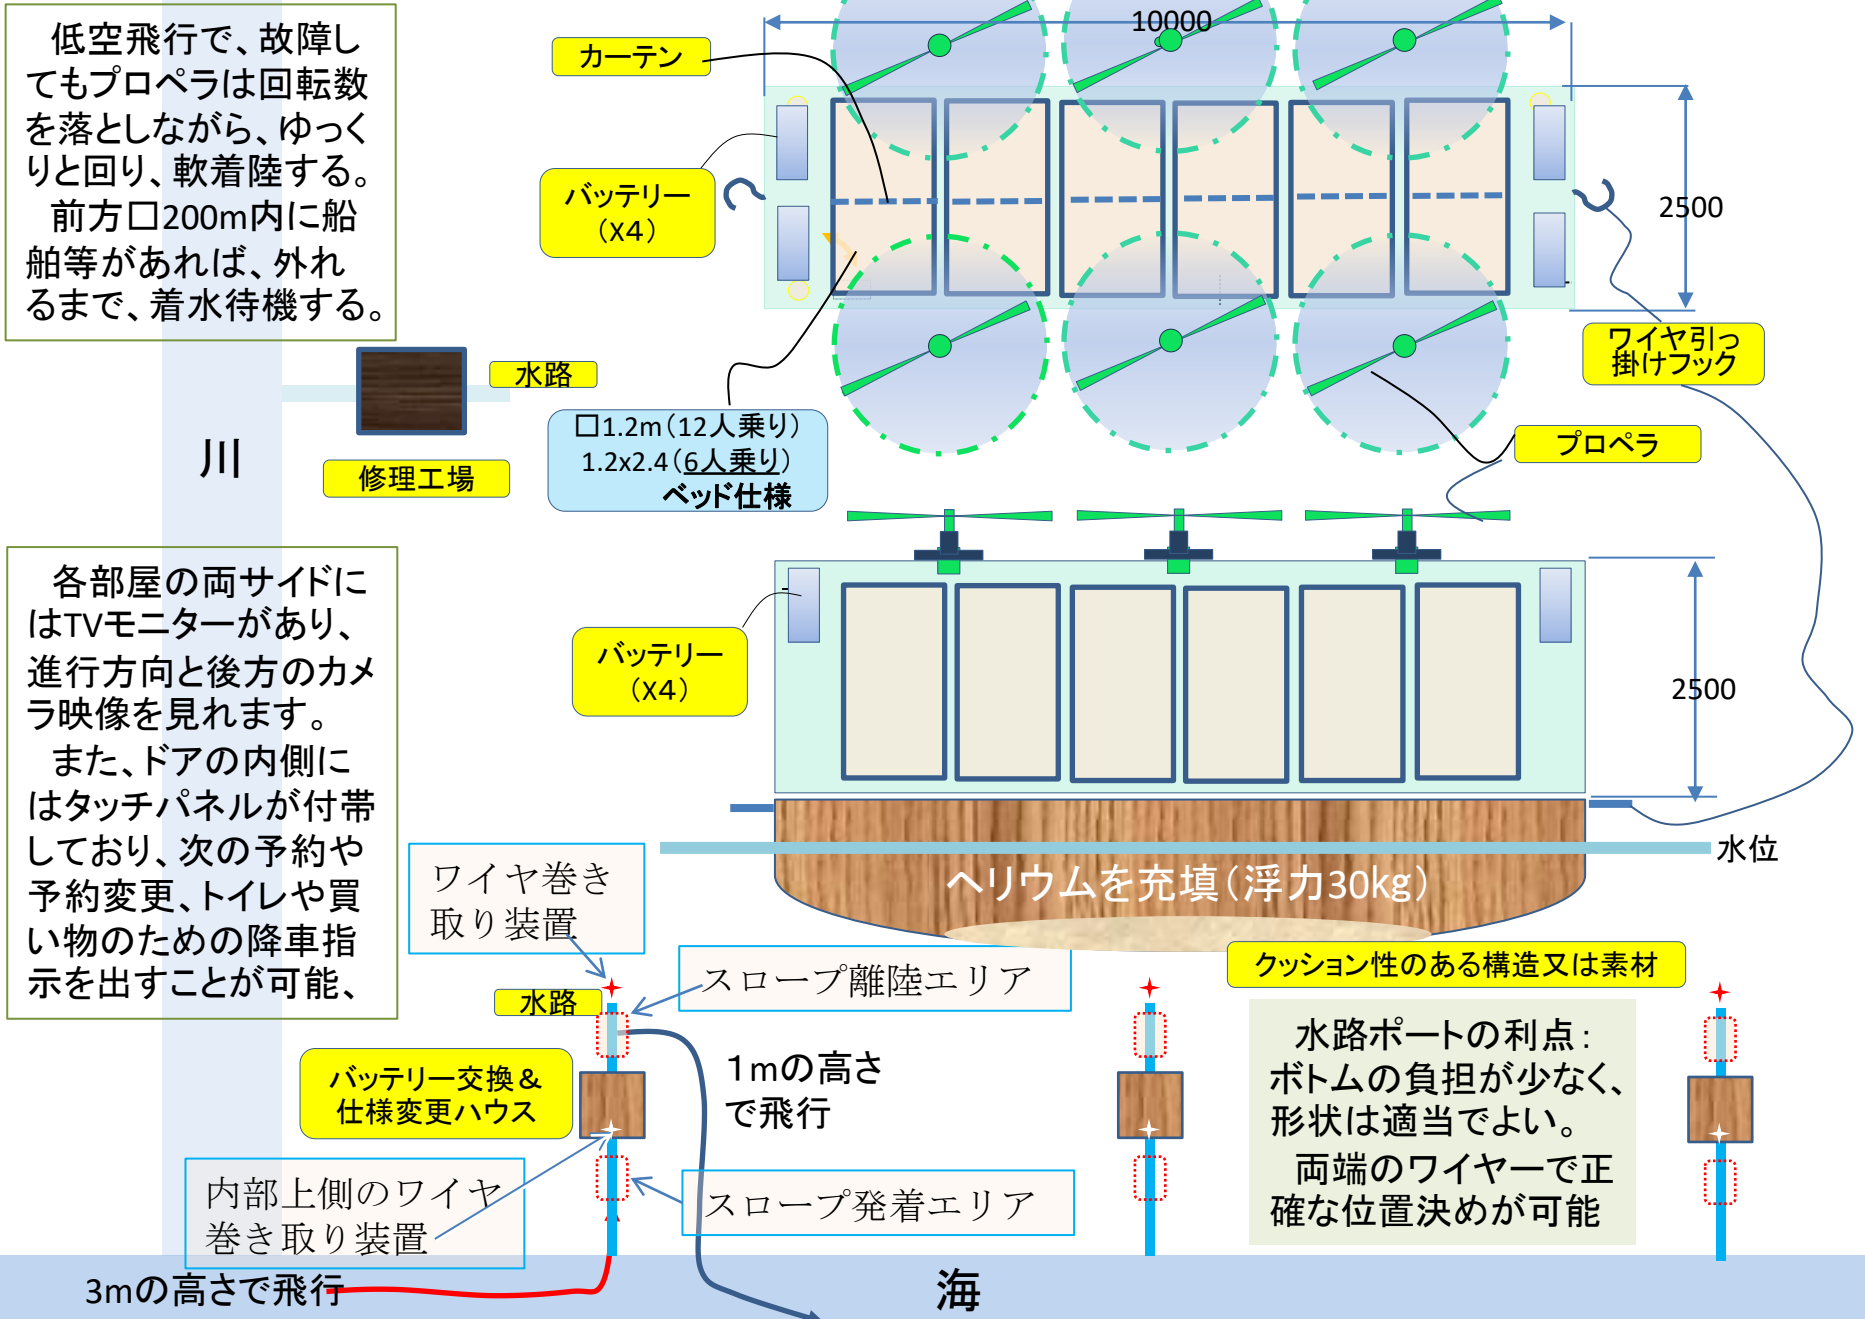 低空飛行で、故障し
てもプロペラは回転数
を落としながら、ゆっく
りと回り、軟着陸する。
前方口200m内に船
舶等があれば、外れ
るまで、着水待機する。
カーテン
10000
バッテリー
(X4)
2500
ワイヤ引っ
掛けフック
水路
川
修理工場
口1.2m(12人乗り)
1.2x2.4(6人乗り)
ベッド仕様
プロペラ
各部屋の両サイドに
はTVモニターがあり、
進行方向と後方のカメ
ラ映像を見れます。
また、ドアの内側に
はタッチパネルが付帯
しており、次の予約や
予約変更、トイレや買
い物のための降車指
示を出すことが可能、
バッテリー
(X4)
2500
水位
ヘリウムを充填(浮力30kg)
ワイヤ巻き
取り装置
スロープ離陸エリア
クッション性のある構造又は素材
水路
バッテリー交換&
仕様変更ハウス
1mの高さ
で飛行
水路ポートの利点:
ボトムの負担が少なく、
形状は適当でよい。
両端のワイヤーで正
確な位置決めが可能
内部上側のワイヤ
巻き取り装置
スロープ発着エリア
3mの高さで飛行
海